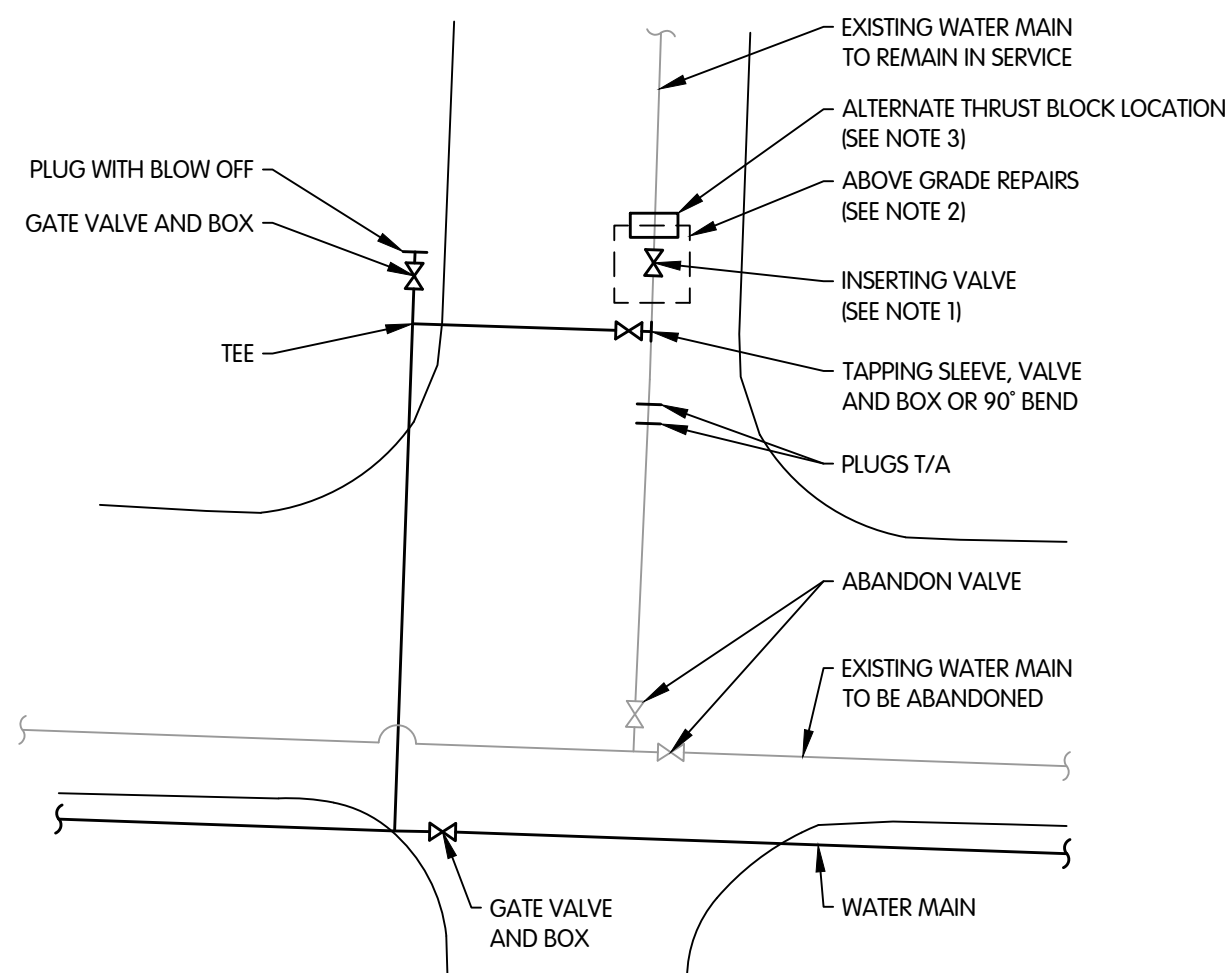 EXISTING WATER MAIN
TO REMAIN IN SERVICE
ALTERNATE THRUST BLOCK LOCATION
(SEE NOTE 3)
PLUG WITH BLOW OFF
ABOVE GRADE REPAIRS
(SEE NOTE 2)
GATE VALVE AND BOX
INSERTING VALVE
(SEE NOTE 1)
TEE
TAPPING SLEEVE, VALVE
AND BOX OR 90° BEND
PLUGS T/A
ABANDON VALVE
EXISTING WATER MAIN
TO BE ABANDONED
GATE VALVE
AND BOX
WATER MAIN